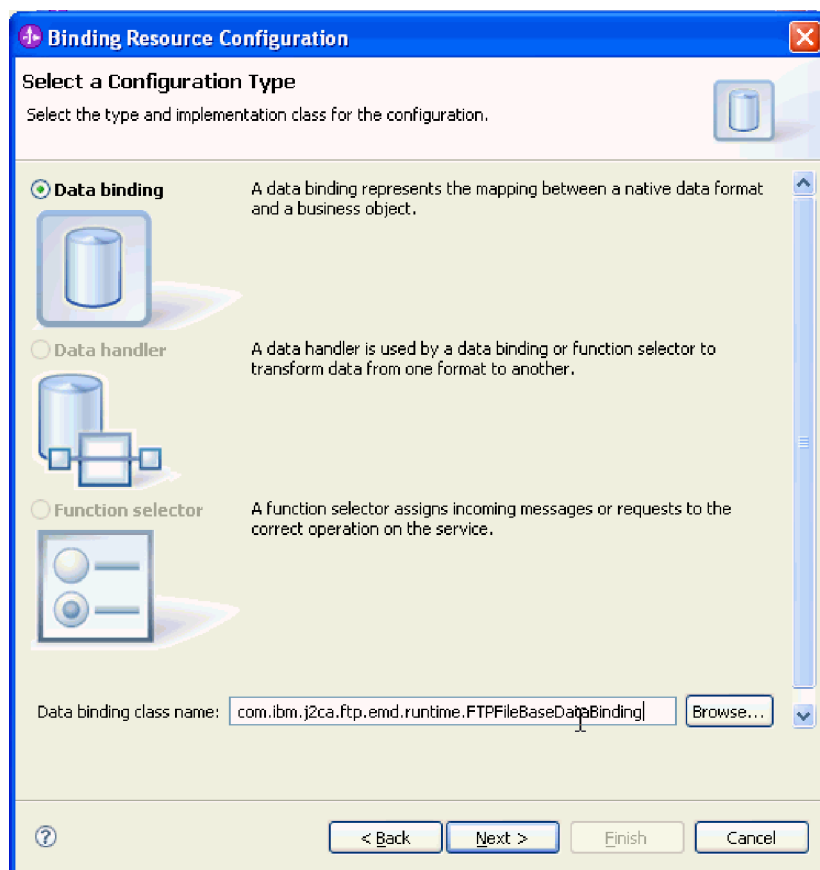 Binding Resource Configuration
Select a Configuration Type
Select the type and implementation class for the configuration.
Data binding
A data binding represents the mapping between a native data format
and a business object.
Data handler
A data handler is used by a data binding or function selector to
transform data from one format to another.
Function selector
A function selector assigns incoming messages or requests to the
correct operation on the service.
Data binding class name: com.ibm.j2ca.ftp.emd.runtime.FTPFileBaseDataBinding Browse...
? < Back Next > Finish Cancel